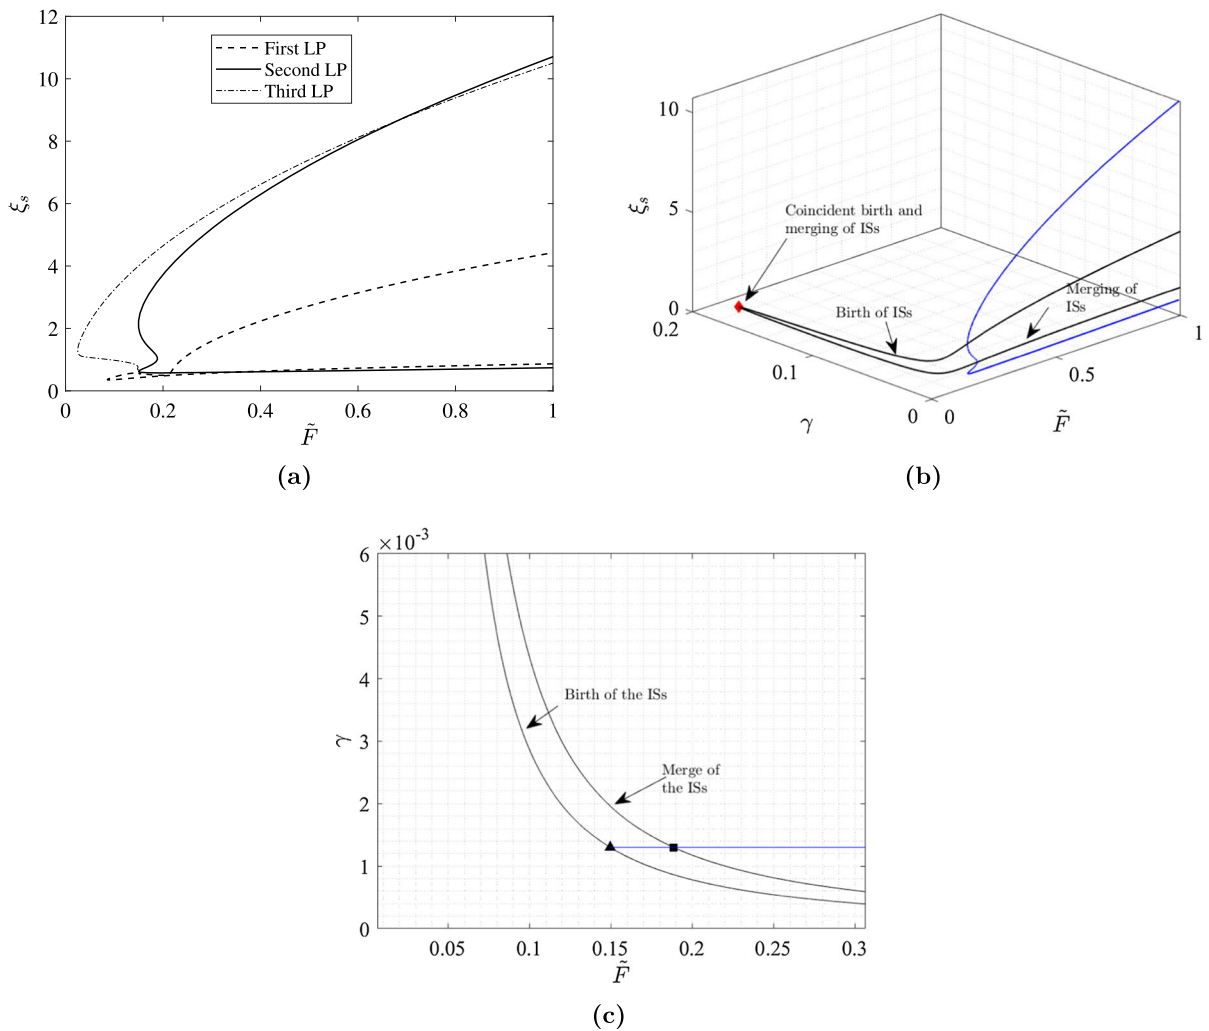 12
10
8
6
4
2
0
ξs
First LP
Second LP
Third LP
0 0.2 0.4 0.6 0.8 1
F̃
(a)
10
5
0
ξs
Coincident birth and
merging of ISs
Birth of ISs
Merging of
ISs
0.2
0.1
0
γ
0
0.5
1
F̃
(b)
×10-3
6
5
4
3
2
1
0
γ
Birth of the ISs
Merge of
the ISs
0.05 0.1 0.15 0.2 0.25 0.3
F̃
(c)